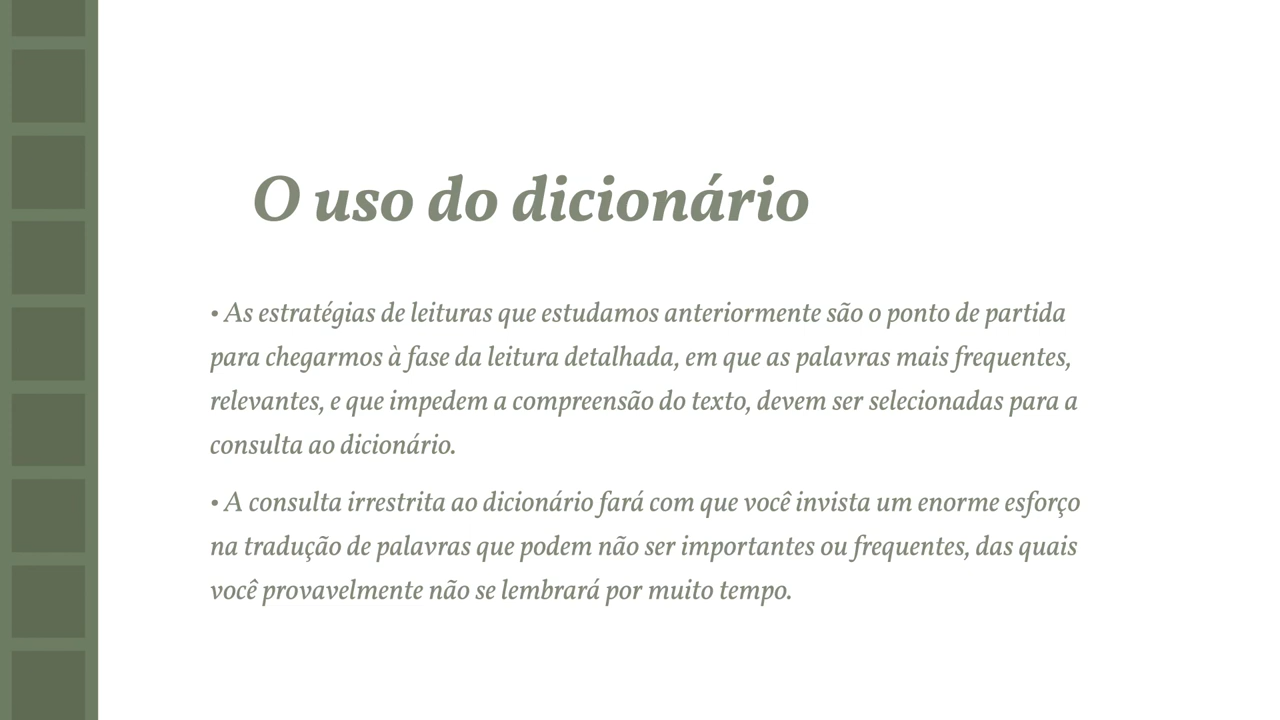 O uso do dicionário
• As estratégias de leituras que estudamos anteriormente são o ponto de partida
para chegarmos à fase da leitura detalhada, em que as palavras mais frequentes,
relevantes, e que impedem a compreensão do texto, devem ser selecionadas para a
consulta ao dicionário.
• A consulta irrestrita ao dicionário fará com que você invista um enorme esforço
na tradução de palavras que podem não ser importantes ou frequentes, das quais
você provavelmente não se lembrará por muito tempo.